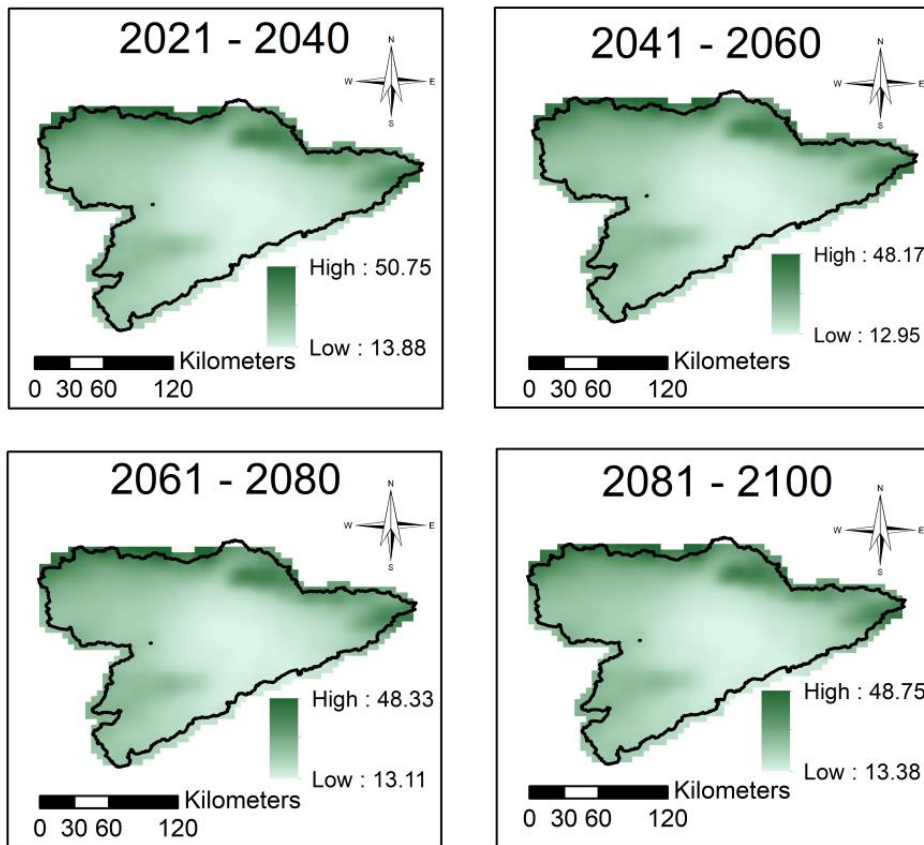 2021 - 2040
N
W E
S
High : 50.75
Low : 13.88
Kilometers
0 30 60 120
2041 - 2060
N
W E
S
High : 48.17
Low : 12.95
Kilometers
0 30 60 120
2061 - 2080
N
W E
S
High : 48.33
Low : 13.11
Kilometers
0 30 60 120
2081 - 2100
N
W E
S
High : 48.75
Low : 13.38
Kilometers
0 30 60 120